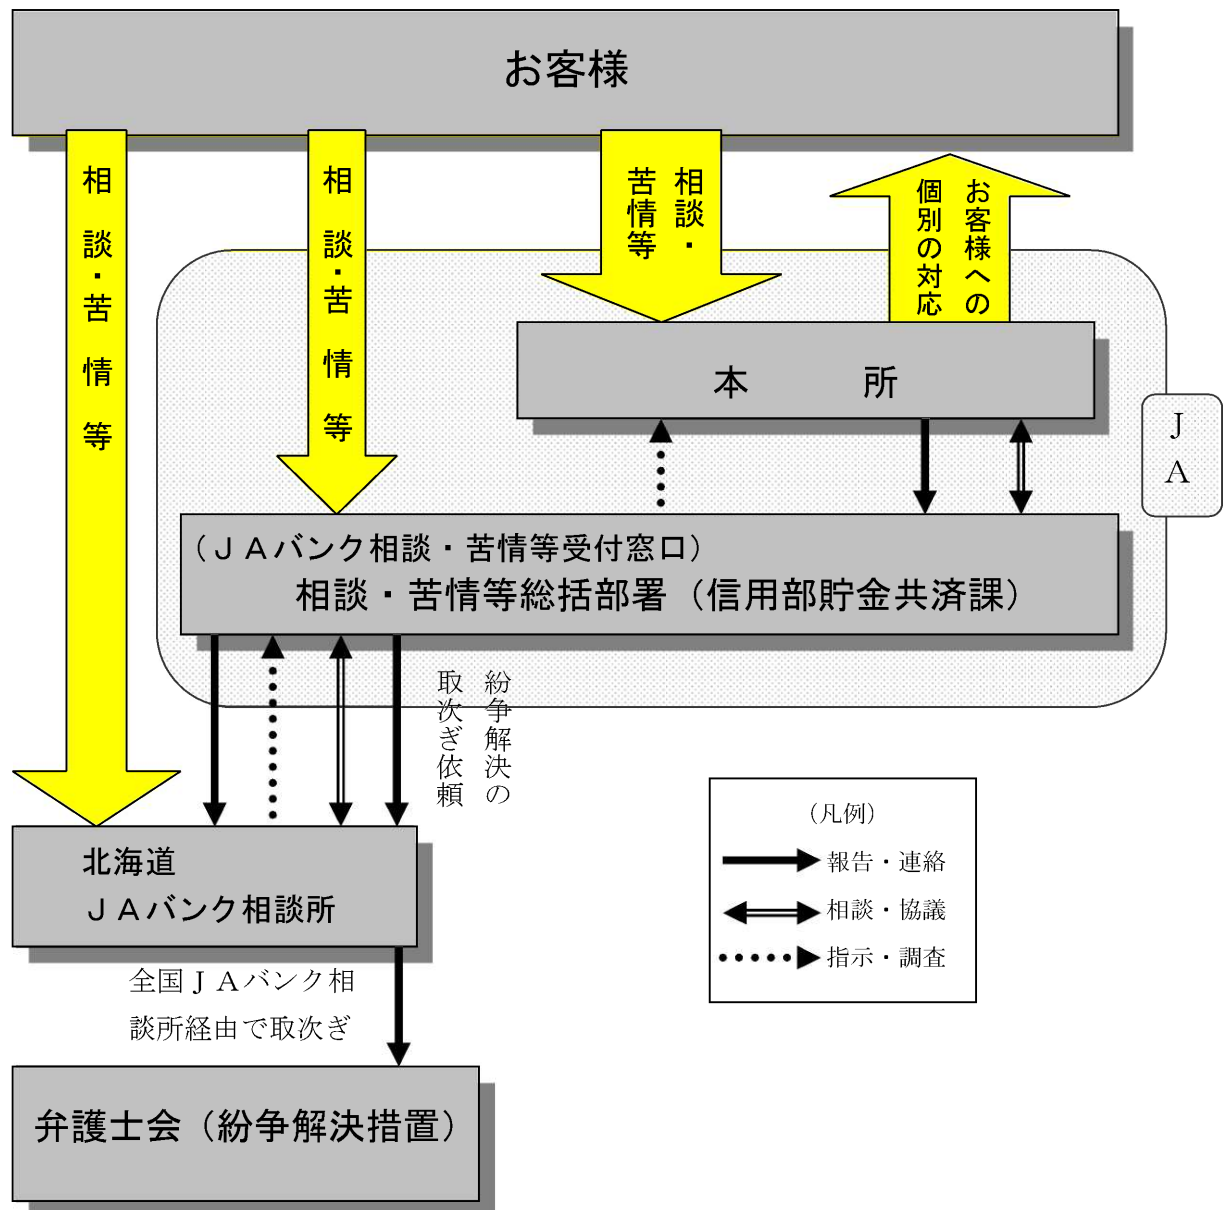 お客様
相談・苦情等
相談・苦情等
相談・
苦情等
お客様への
個別の対応
本　所
ＪＡ
（ＪＡバンク相談・苦情等受付窓口）
相談・苦情等総括部署（信用部貯金共済課）
紛争解決の
取次ぎ依頼
北海道
ＪＡバンク相談所
（凡例）
報告・連絡
相談・協議
指示・調査
全国ＪＡバンク相
談所経由で取次ぎ
弁護士会（紛争解決措置）